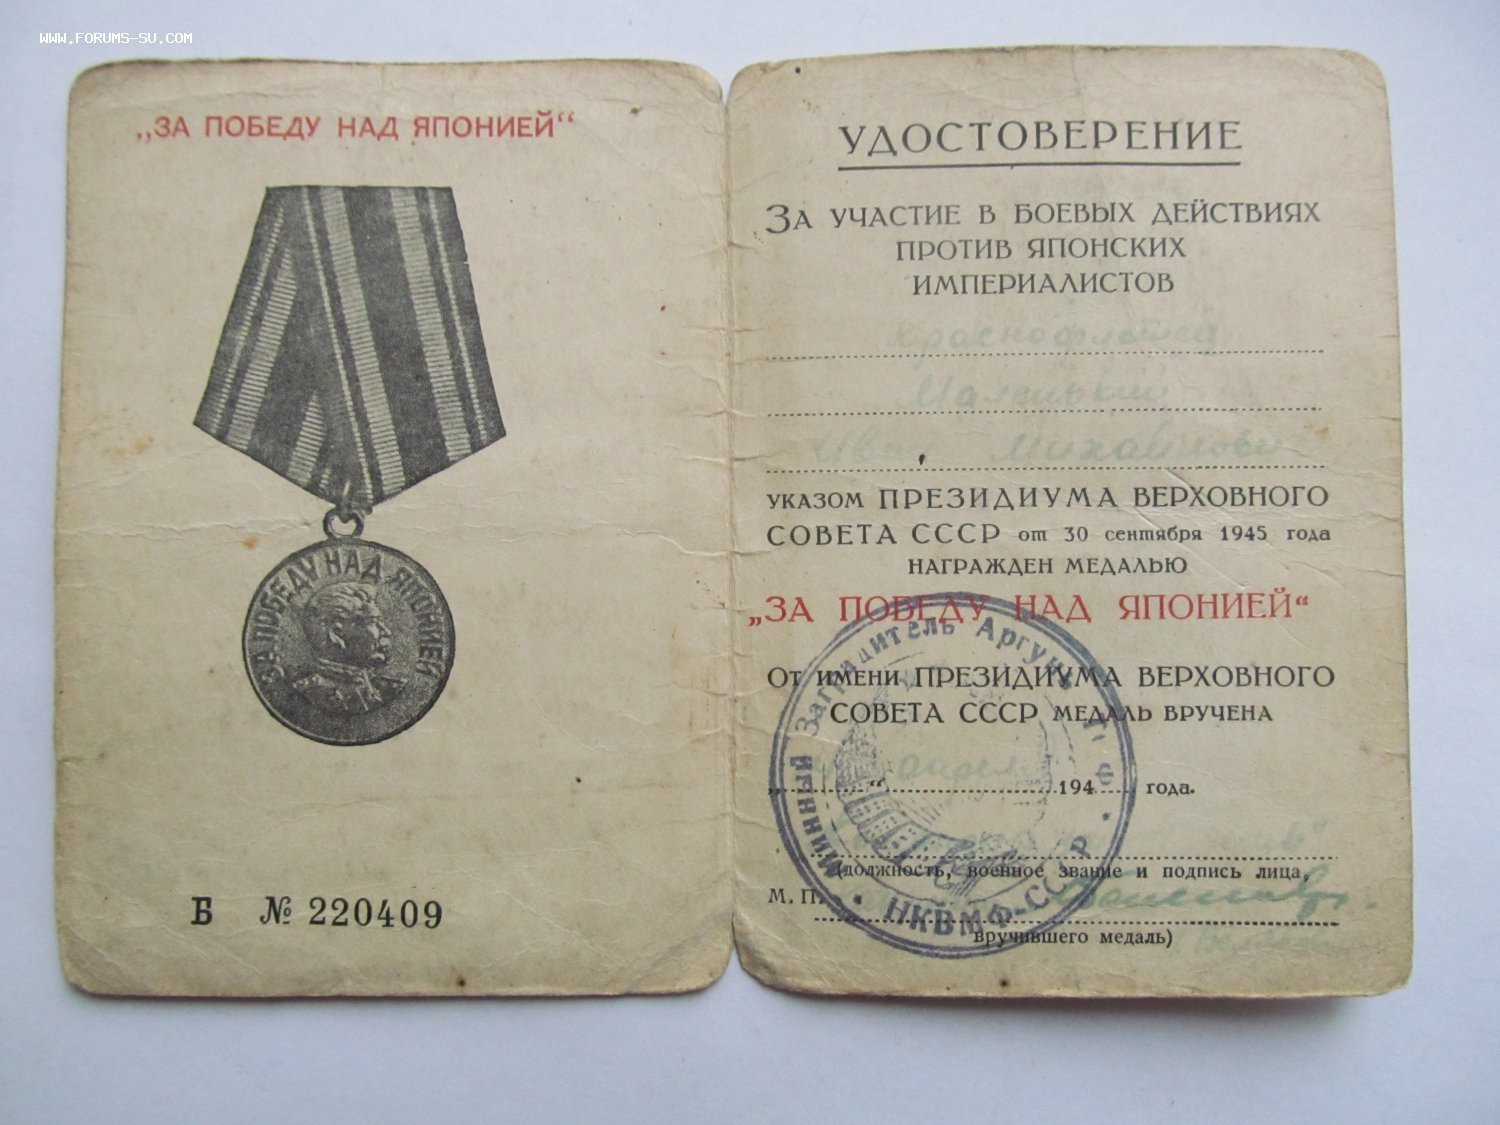 WWW.FORUMS-SU.COM
„ЗА ПОБЕДУ НАД ЯПОНИЕЙ“
ЗА ПОБЕДУ НАД ЯПОНИЕЙ
Б № 220409
УДОСТОВЕРЕНИЕ
ЗА УЧАСТИЕ В БОЕВЫХ ДЕЙСТВИЯХ
ПРОТИВ ЯПОНСКИХ
ИМПЕРИАЛИСТОВ
Краснофлотец
Михайлович
УКАЗОМ ПРЕЗИДИУМА ВЕРХОВНОГО
СОВЕТА СССР от 30 сентября 1945 года
НАГРАЖДЕН МЕДАЛЬЮ
„ЗА ПОБЕДУ НАД ЯПОНИЕЙ“
ОТ ИМЕНИ ПРЕЗИДИУМА ВЕРХОВНОГО
СОВЕТА СССР МЕДАЛЬ ВРУЧЕНА
„ “ апреля 194 года.
(должность, военное звание и подпись лица,
М. П.
вручившего медаль)
Минный Заградитель Аргунь
НКВМФ-СССР